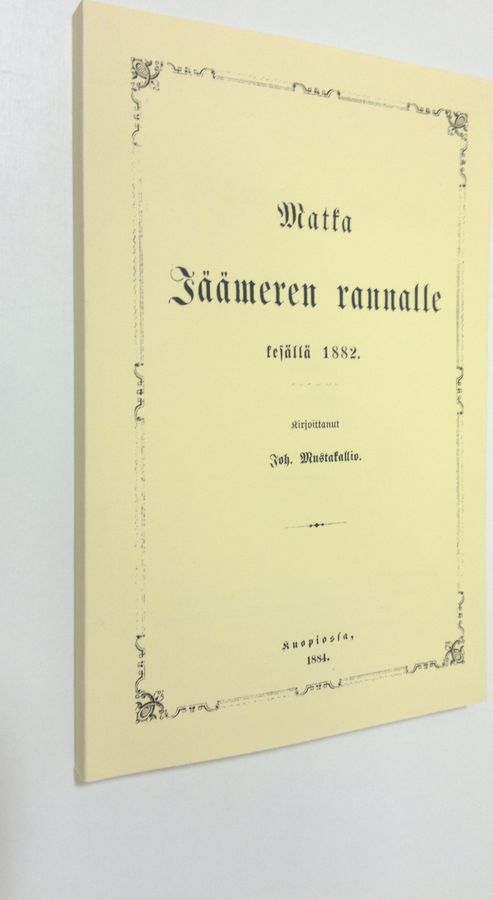 Matka
Jäämeren rannalle
kesällä 1882.
Kirjoittanut
Joh. Mustakallio.
Kuopiossa,
1884.